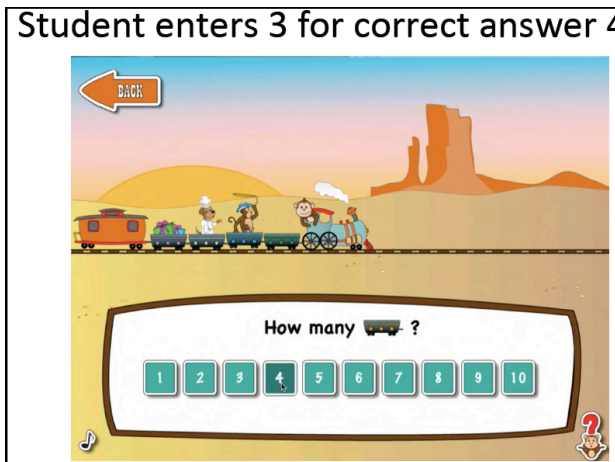 Student enters 3 for correct answer 4
BACK
How many ?
1 2 3 4 5 6 7 8 9 10
?